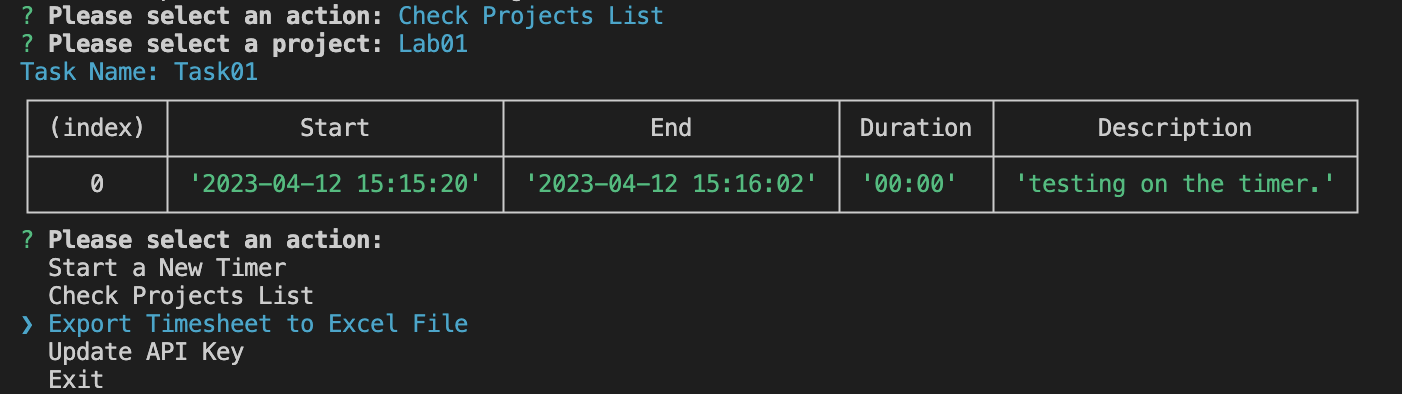 ? Please select an action: Check Projects List
? Please select a project: Lab01
Task Name: Task01
(index) Start End Duration Description
0 '2023-04-12 15:15:20' '2023-04-12 15:16:02' '00:00' 'testing on the timer.'
? Please select an action:
Start a New Timer
Check Projects List
❯ Export Timesheet to Excel File
Update API Key
Exit